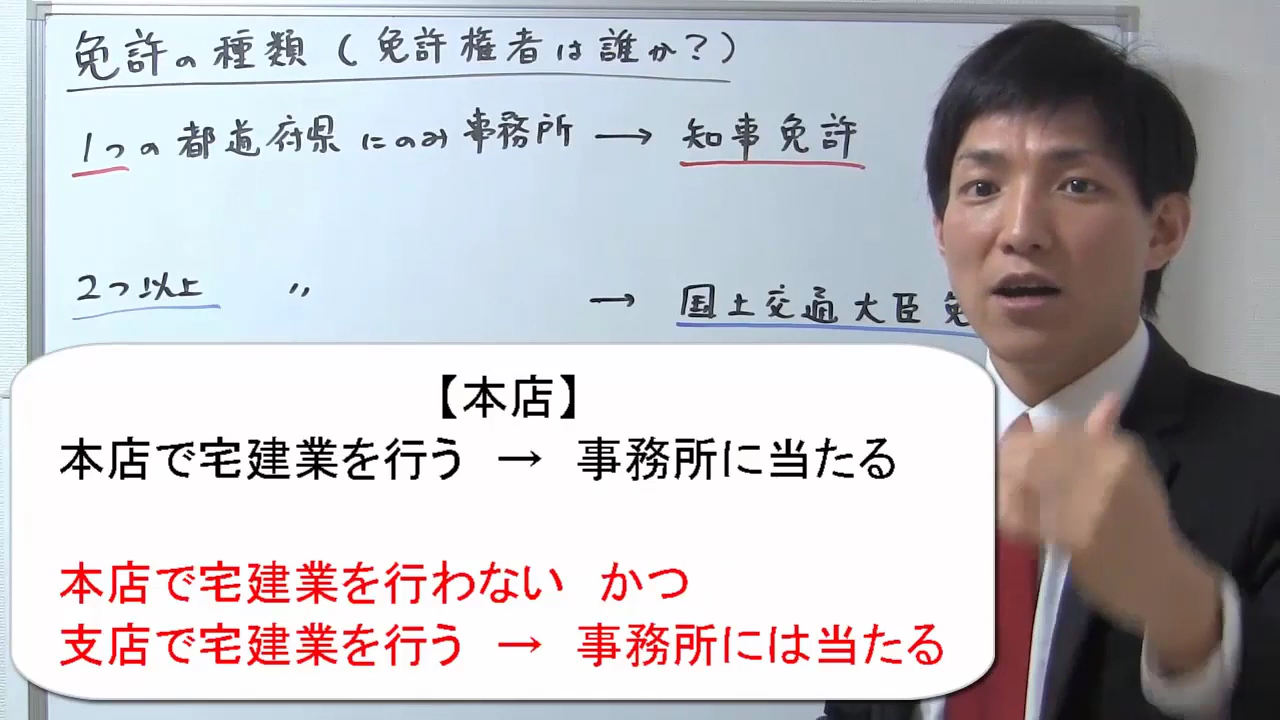 免許の種類(免許権者は誰か?)
1つの都道府県にのみ事務所 → 知事免許
2つ以上 〃 → 国土交通大臣免
【本店】
本店で宅建業を行う → 事務所に当たる
本店で宅建業を行わない かつ
支店で宅建業を行う → 事務所には当たる